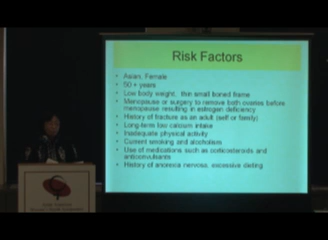 Risk Factors
• Asian, Female
• 50 + years
• Low body weight, thin small boned frame
• Menopause or surgery to remove both ovaries before
menopause resulting in estrogen deficiency
• History of fracture as an adult (self or family)
• Long-term low calcium intake
• Inadequate physical activity
• Current smoking and alcoholism
• Use of medications such as corticosteroids and
anticonvulsants
• History of anorexia nervosa, excessive dieting